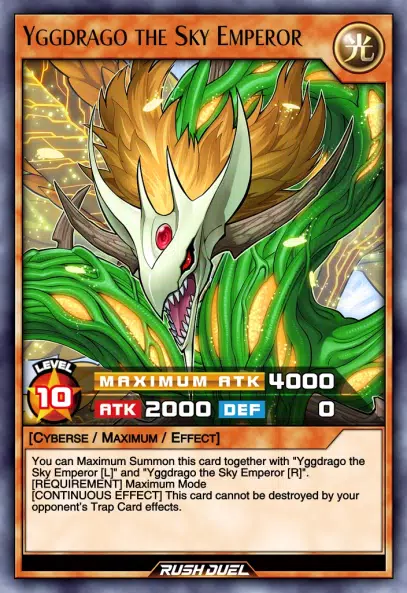 YGGDRAGO THE SKY EMPEROR
光
LEVEL
10
MAXIMUM ATK 4000
ATK 2000 DEF 0
[CYBERSE / MAXIMUM / EFFECT]
You can Maximum Summon this card together with "Yggdrago the
Sky Emperor [L]" and "Yggdrago the Sky Emperor [R]".
[REQUIREMENT] Maximum Mode
[CONTINUOUS EFFECT] This card cannot be destroyed by your
opponent's Trap Card effects.
RUSH DUEL